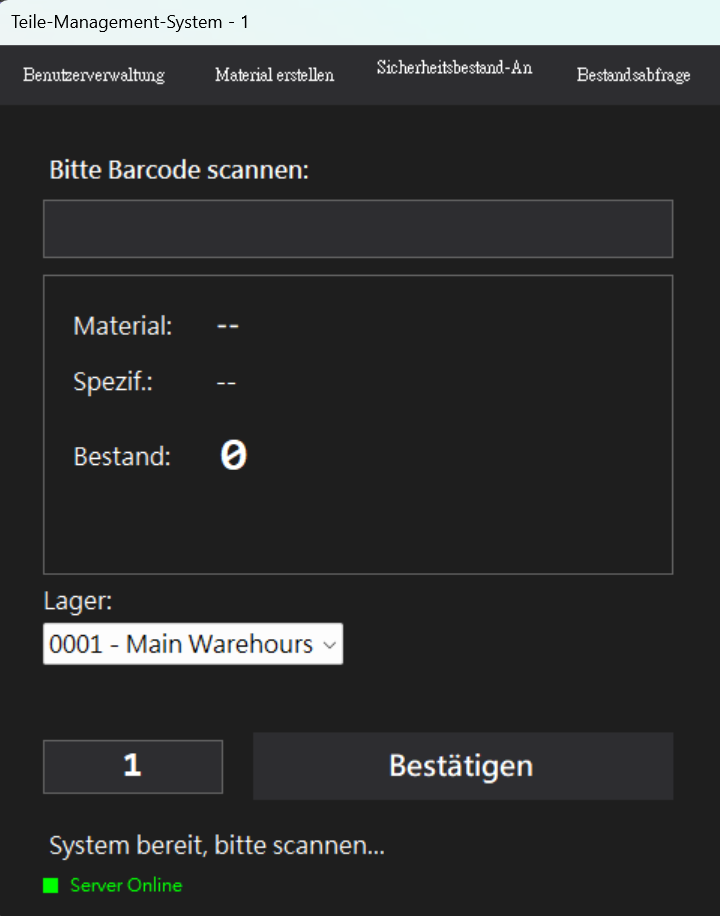 Teile-Management-System - 1
Benutzerverwaltung Material erstellen Sicherheitsbestand-An Bestandsabfrage
Bitte Barcode scannen:
Material: --
Spezif.: --
Bestand: 0
Lager:
0001 - Main Warehours
1 Bestätigen
System bereit, bitte scannen...
Server Online